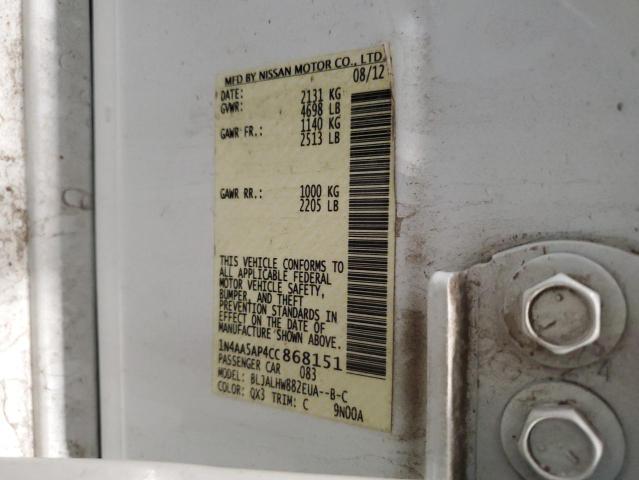 MFD BY NISSAN MOTOR CO., LTD.
DATE: 08/12
GVWR: 2131 KG
4698 LB
GAWR FR.: 1140 KG
2513 LB
GAWR RR.: 1000 KG
2205 LB
THIS VEHICLE CONFORMS TO
ALL APPLICABLE FEDERAL
MOTOR VEHICLE SAFETY,
BUMPER, AND THEFT
PREVENTION STANDARDS IN
EFFECT ON THE DATE OF
MANUFACTURE SHOWN ABOVE.
1N4AA5AP4CC868151
PASSENGER CAR 083
MODEL: BLJALHW882EUA--B-C
COLOR: QX3 TRIM: C 9N00A